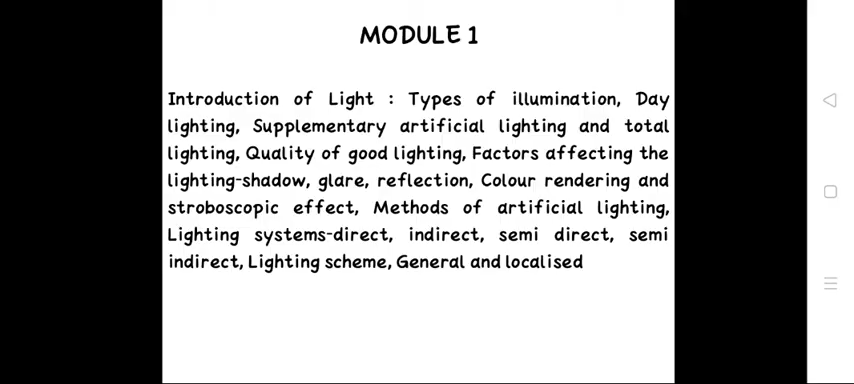 MODULE 1
Introduction of Light : Types of illumination, Day
lighting, Supplementary artificial lighting and total
lighting, Quality of good lighting, Factors affecting the
lighting-shadow, glare, reflection, Colour rendering and
stroboscopic effect, Methods of artificial lighting,
Lighting systems-direct, indirect, semi direct, semi
indirect, Lighting scheme, General and localised